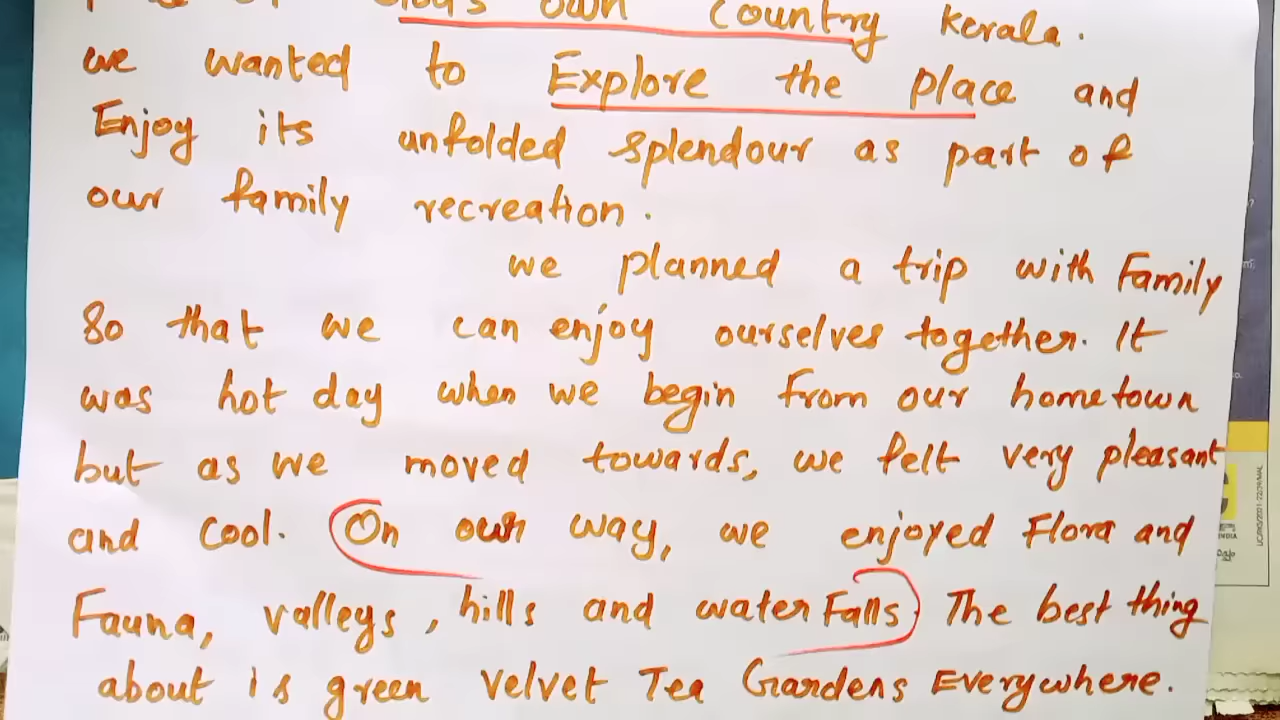 God's own country Kerala.
we wanted to Explore the place and
Enjoy its unfolded splendour as part of
our family recreation.
we planned a trip with Family
So that we can enjoy ourselves together. It
was hot day when we begin from our hometown
but as we moved towards, we felt very pleasant
and cool. On our way, we enjoyed Flora and
Fauna, valleys, hills and water Falls. The best thing
about is green velvet Tea Gardens Everywhere.
INDIA